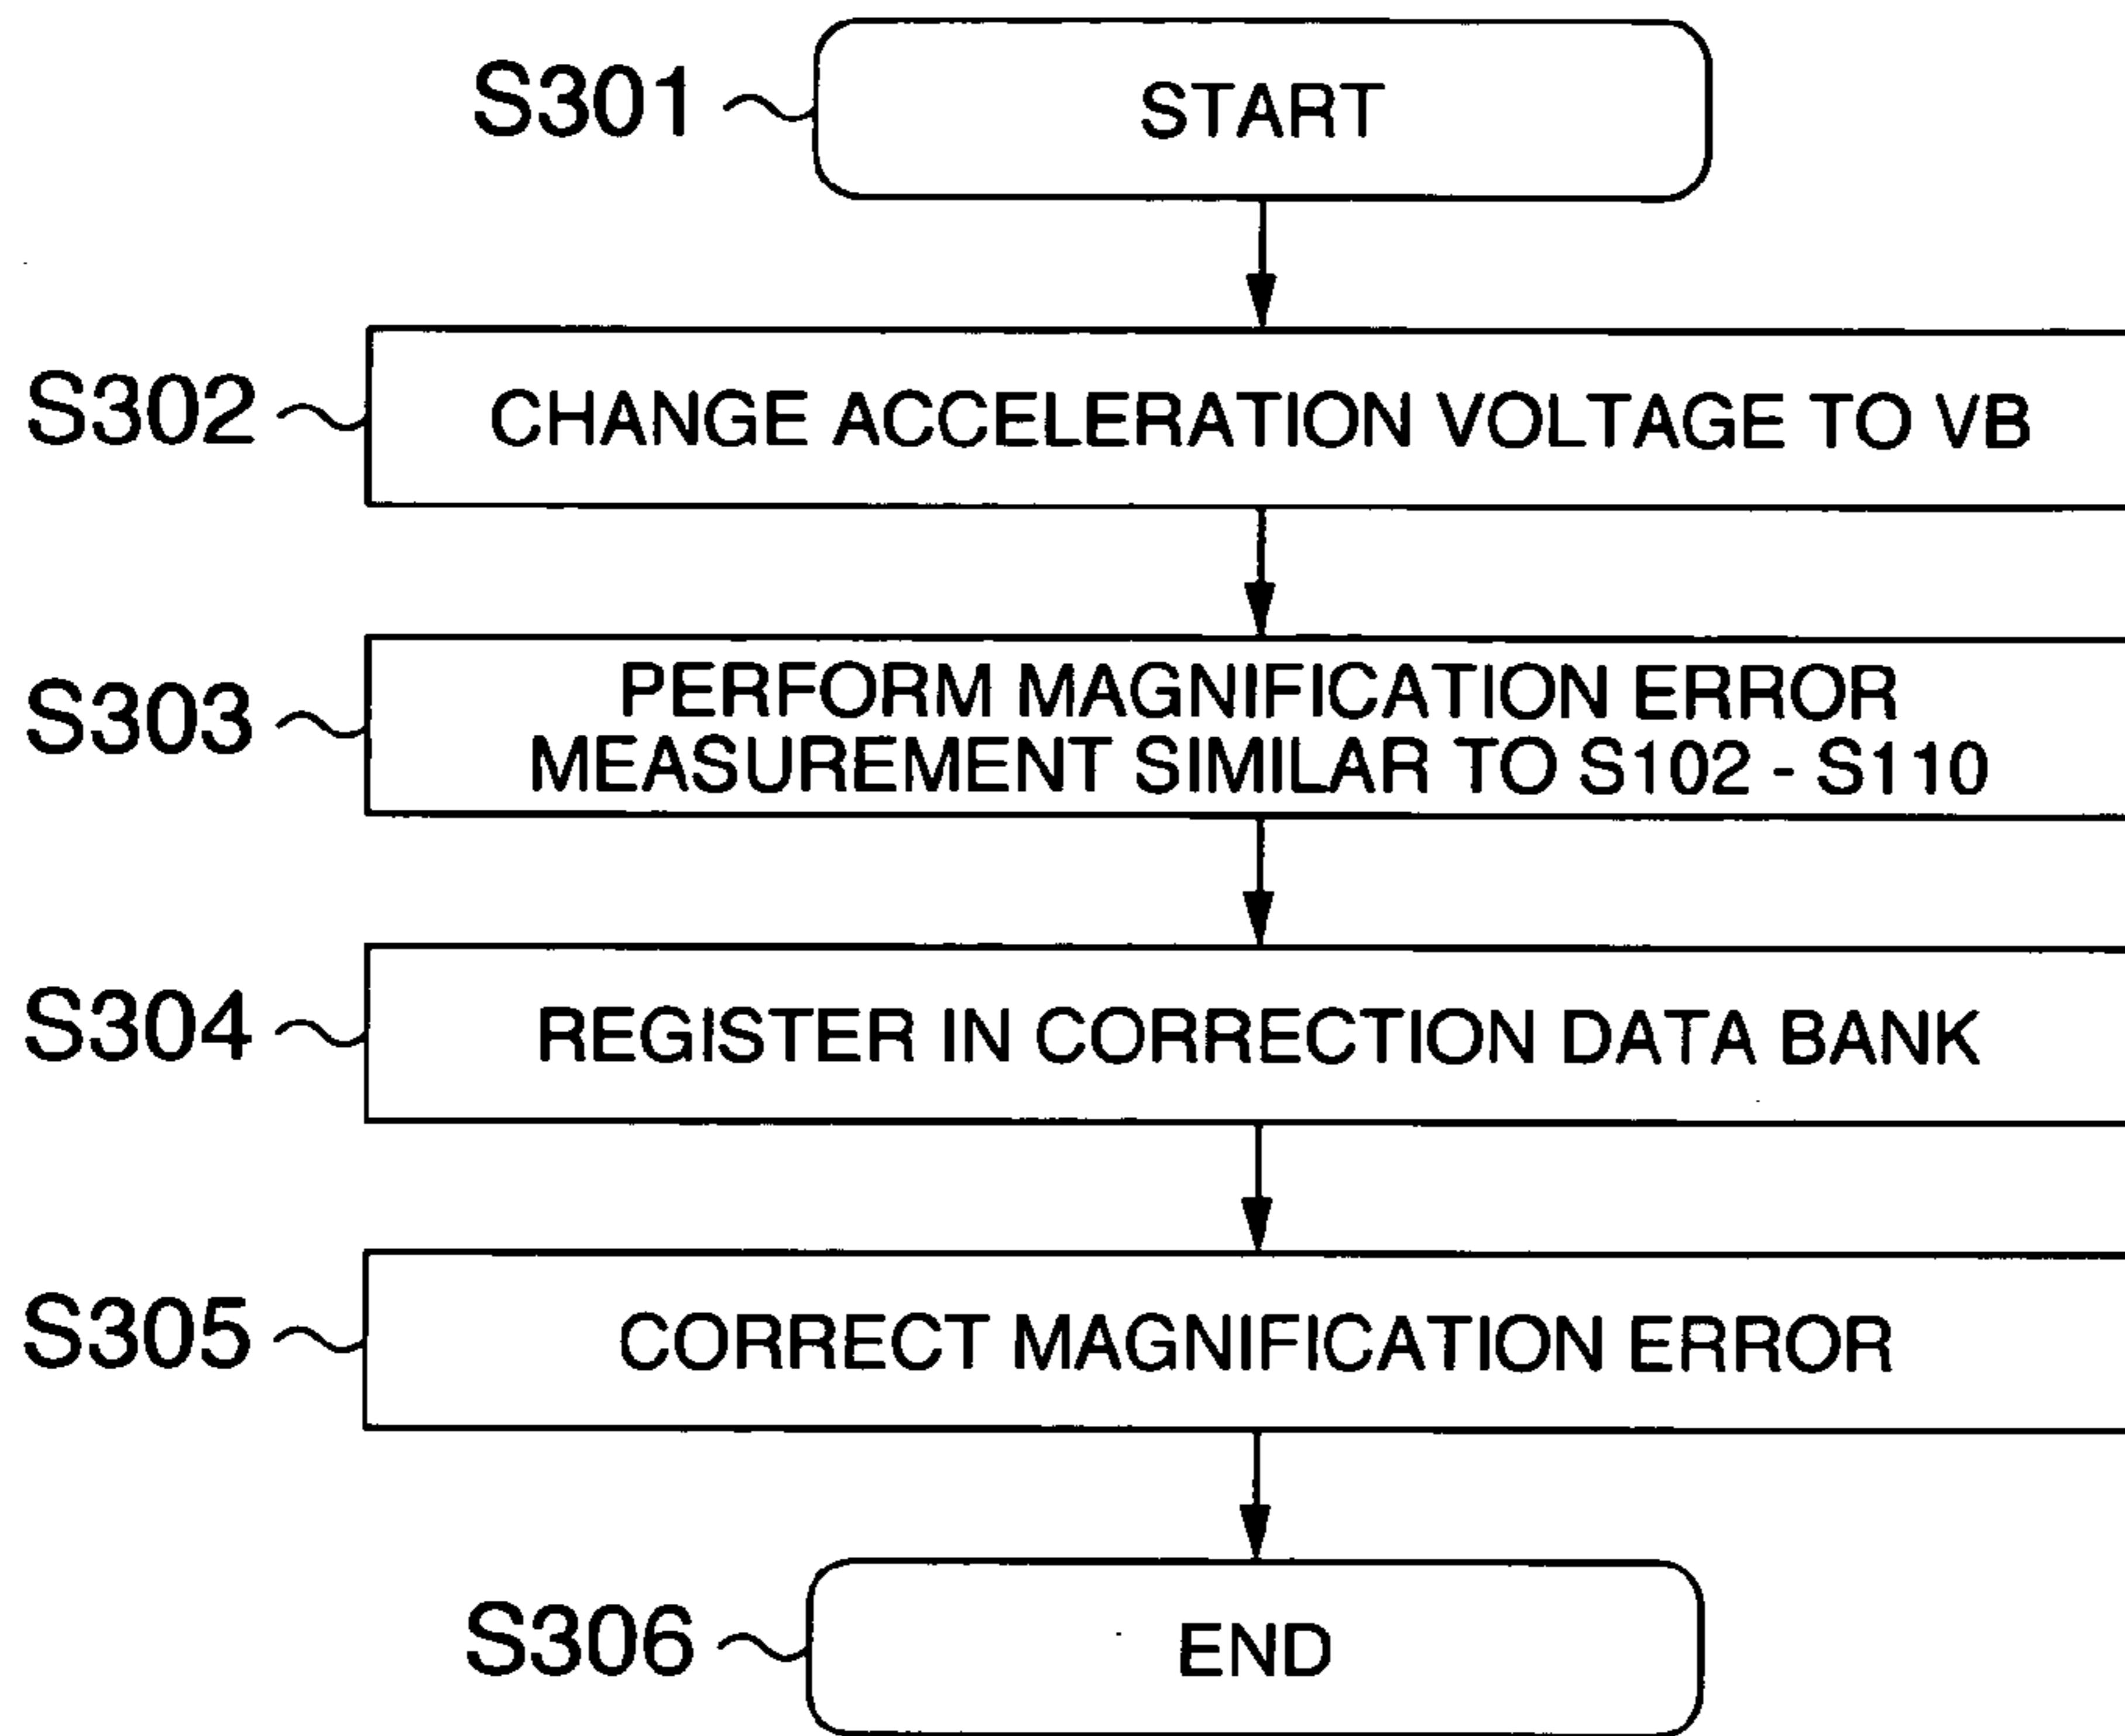 S301 START
S302 CHANGE ACCELERATION VOLTAGE TO VB
S303 PERFORM MAGNIFICATION ERROR
MEASUREMENT SIMILAR TO S102 - S110
S304 REGISTER IN CORRECTION DATA BANK
S305 CORRECT MAGNIFICATION ERROR
S306 END